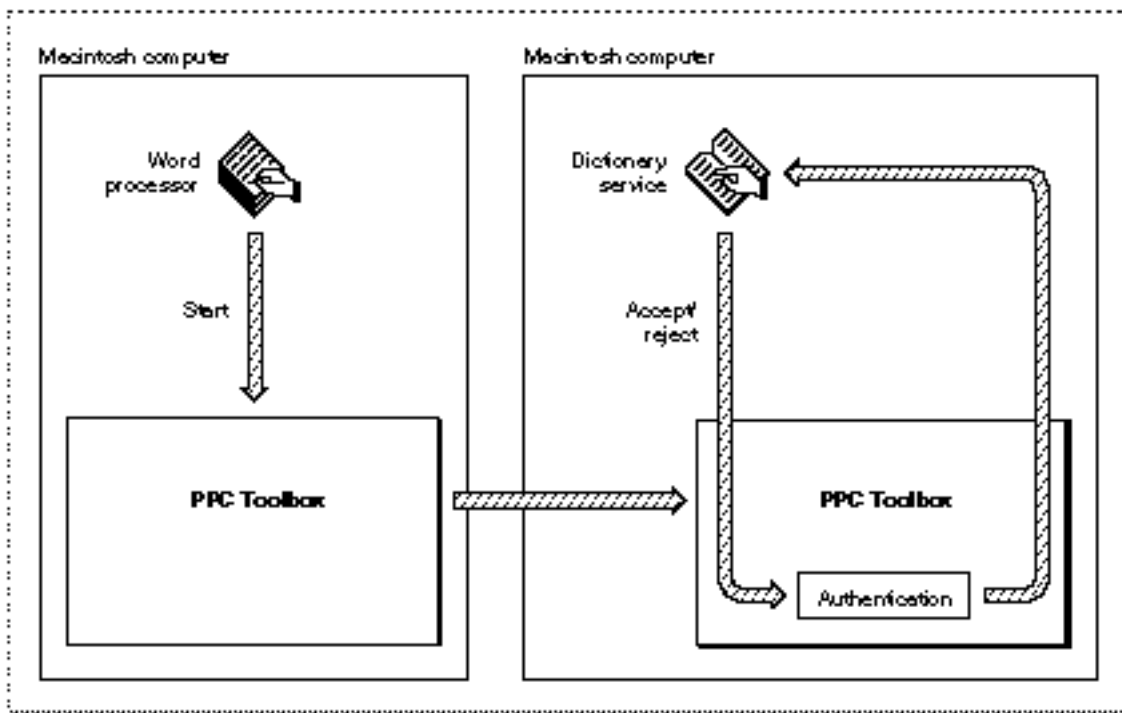 Macintosh computer
Macintosh computer
Word
processor
Dictionary
service
Start
Accept/
reject
PPC Toolbox
PPC Toolbox
Authentication